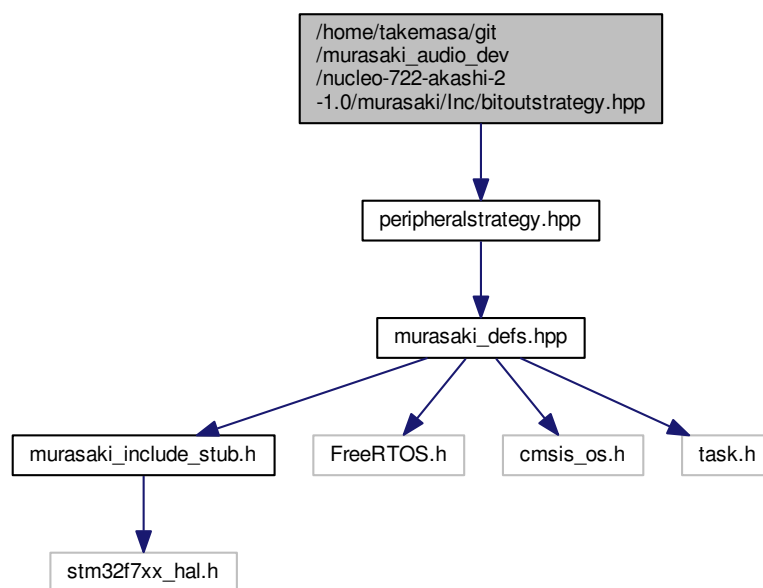 /home/takemasa/git
/murasaki_audio_dev
/nucleo-722-akashi-2
-1.0/murasaki/Inc/bitoutstrategy.hpp
peripheralstrategy.hpp
murasaki_defs.hpp
murasaki_include_stub.h
FreeRTOS.h
cmsis_os.h
task.h
stm32f7xx_hal.h